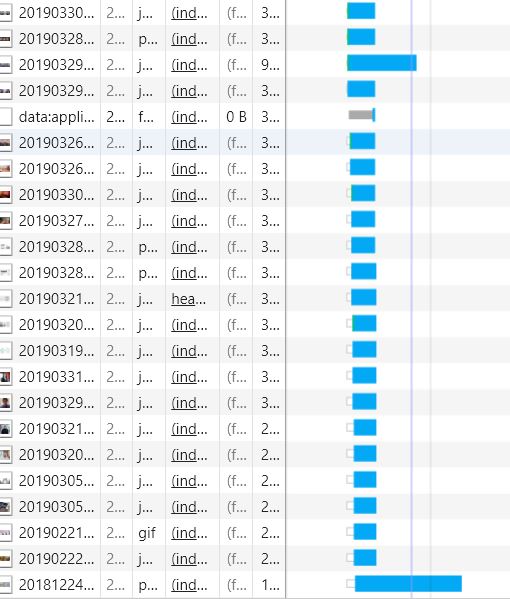 20190330... 2... j... (ind... (f... 3...
20190328... 2... p... (ind... (f... 3...
20190329... 2... j... (ind... (f... 9...
20190329... 2... j... (ind... (f... 3...
data:appli... 2... f... (ind... 0 B 3...
20190326... 2... j... (ind... (f... 3...
20190326... 2... j... (ind... (f... 3...
20190330... 2... j... (ind... (f... 3...
20190327... 2... j... (ind... (f... 3...
20190328... 2... p... (ind... (f... 3...
20190328... 2... p... (ind... (f... 3...
20190321... 2... j... hea... (f... 3...
20190320... 2... j... (ind... (f... 3...
20190319... 2... j... (ind... (f... 3...
20190331... 2... j... (ind... (f... 3...
20190329... 2... j... (ind... (f... 3...
20190321... 2... j... (ind... (f... 2...
20190320... 2... j... (ind... (f... 2...
20190305... 2... j... (ind... (f... 2...
20190305... 2... j... (ind... (f... 2...
20190221... 2... gif (ind... (f... 2...
20190222... 2... j... (ind... (f... 2...
20181224... 2... p... (ind... (f... 1...